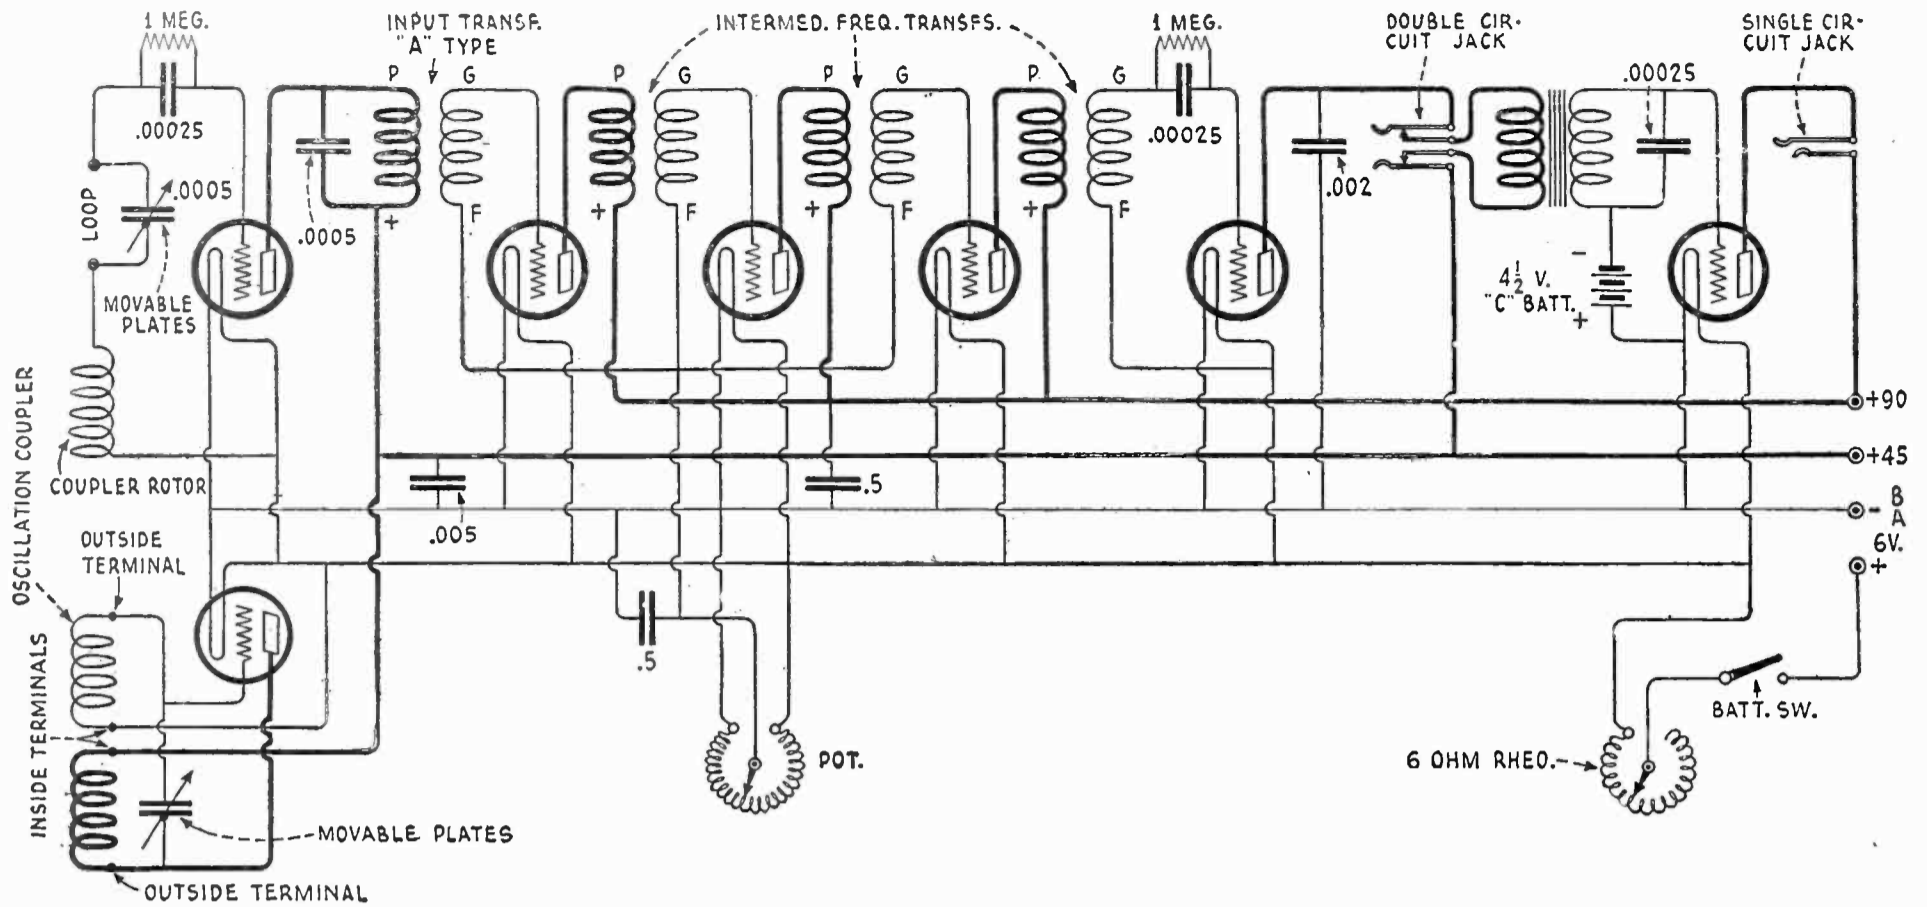 1 MEG.
INPUT TRANSF.
"A" TYPE
INTERMED. FREQ. TRANSFS.
1 MEG.
DOUBLE CIR-
CUIT JACK
SINGLE CIR-
CUIT JACK
P
G
P
G
P
G
P
G
.00025
.00025
.00025
.0005
.0005
.002
LOOP
+
F
+
F
+
F
+
F
MOVABLE
PLATES
-
4½ V.
"C" BATT.
+
OSCILLATION COUPLER
COUPLER ROTOR
+90
+45
.005
.5
- B
A
6V.
+
OUTSIDE
TERMINAL
INSIDE TERMINALS
.5
POT.
BATT. SW.
6 OHM RHEO.
MOVABLE PLATES
OUTSIDE TERMINAL